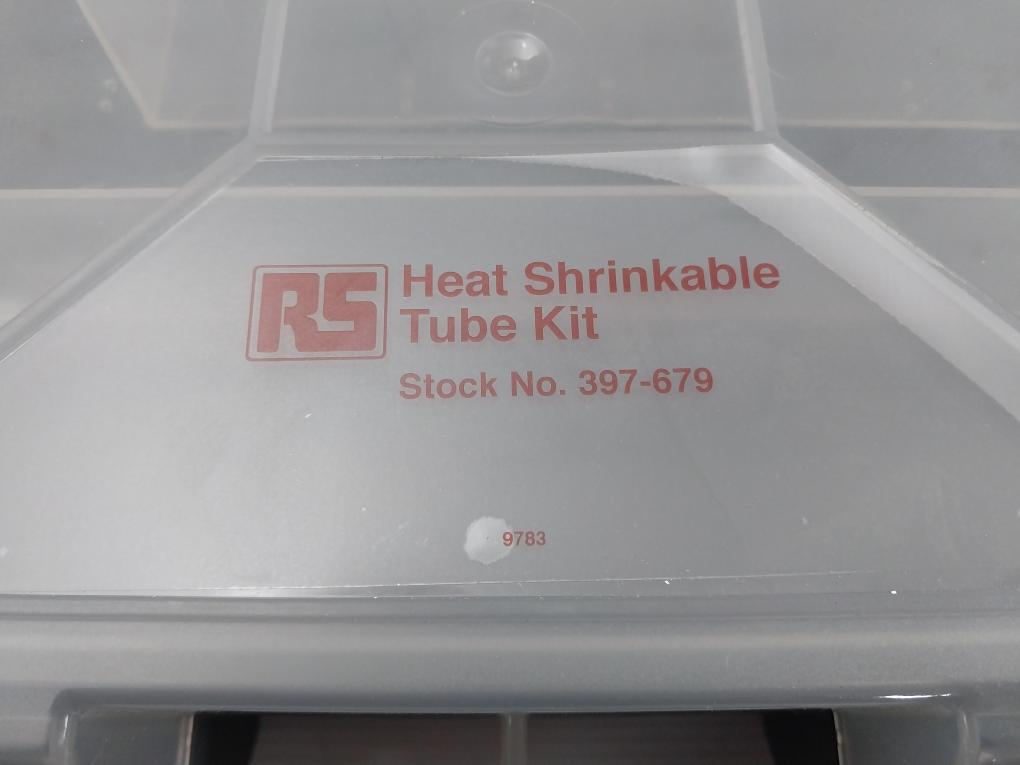 RS
Heat Shrinkable
Tube Kit
Stock No. 397-679
9783